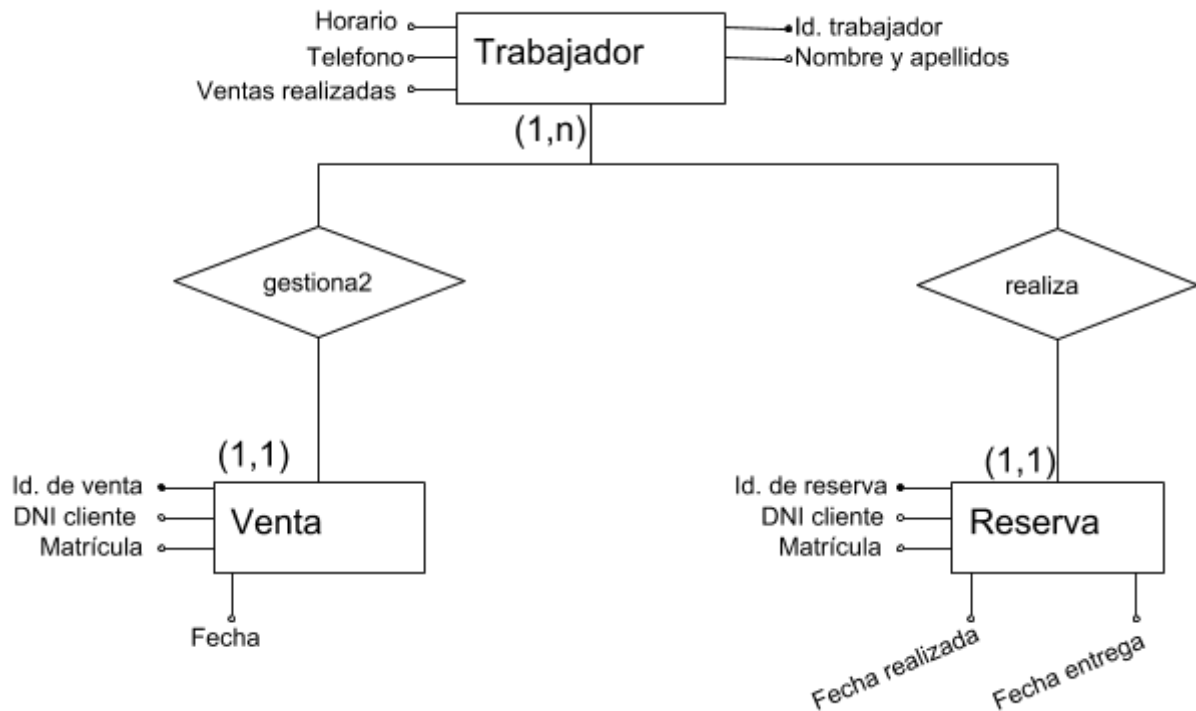 Horario
Telefono
Ventas realizadas
Trabajador
Id. trabajador
Nombre y apellidos
(1,n)
gestiona2
realiza
(1,1)
Id. de venta
DNI cliente
Matrícula
Venta
Fecha
(1,1)
Id. de reserva
DNI cliente
Matrícula
Reserva
Fecha realizada
Fecha entrega